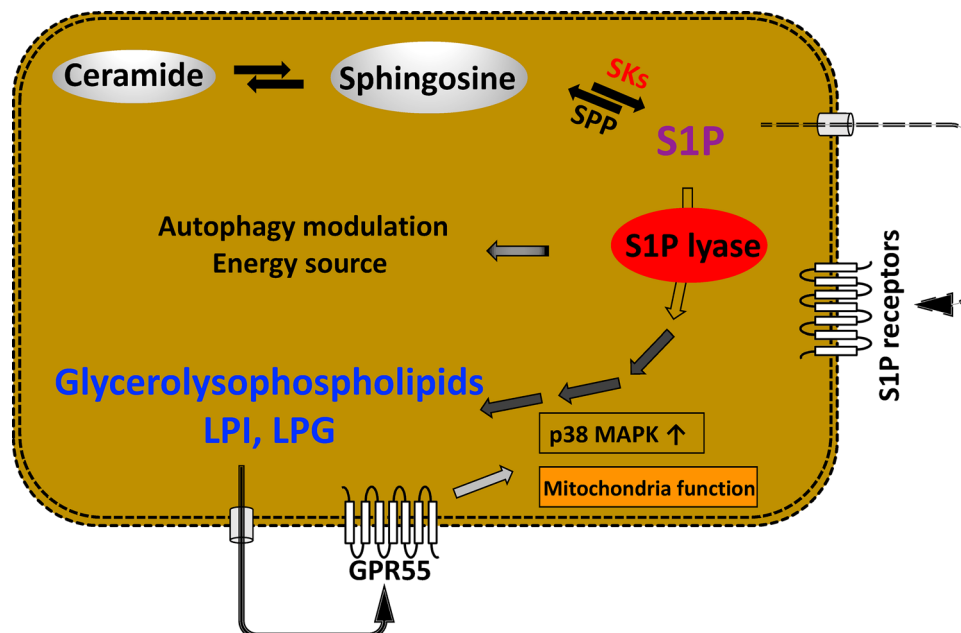 Ceramide
Sphingosine
SKs
SPP
S1P
Autophagy modulation
Energy source
S1P lyase
S1P receptors
Glycerolysophospholipids
LPI, LPG
p38 MAPK ↑
Mitochondria function
GPR55